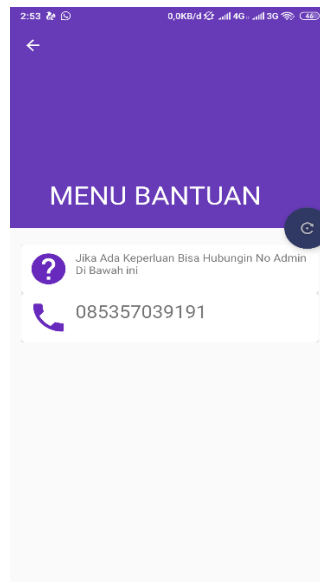 2:53 0,0KB/d 4G 3G 46
MENU BANTUAN
Jika Ada Keperluan Bisa Hubungin No Admin
Di Bawah ini
085357039191